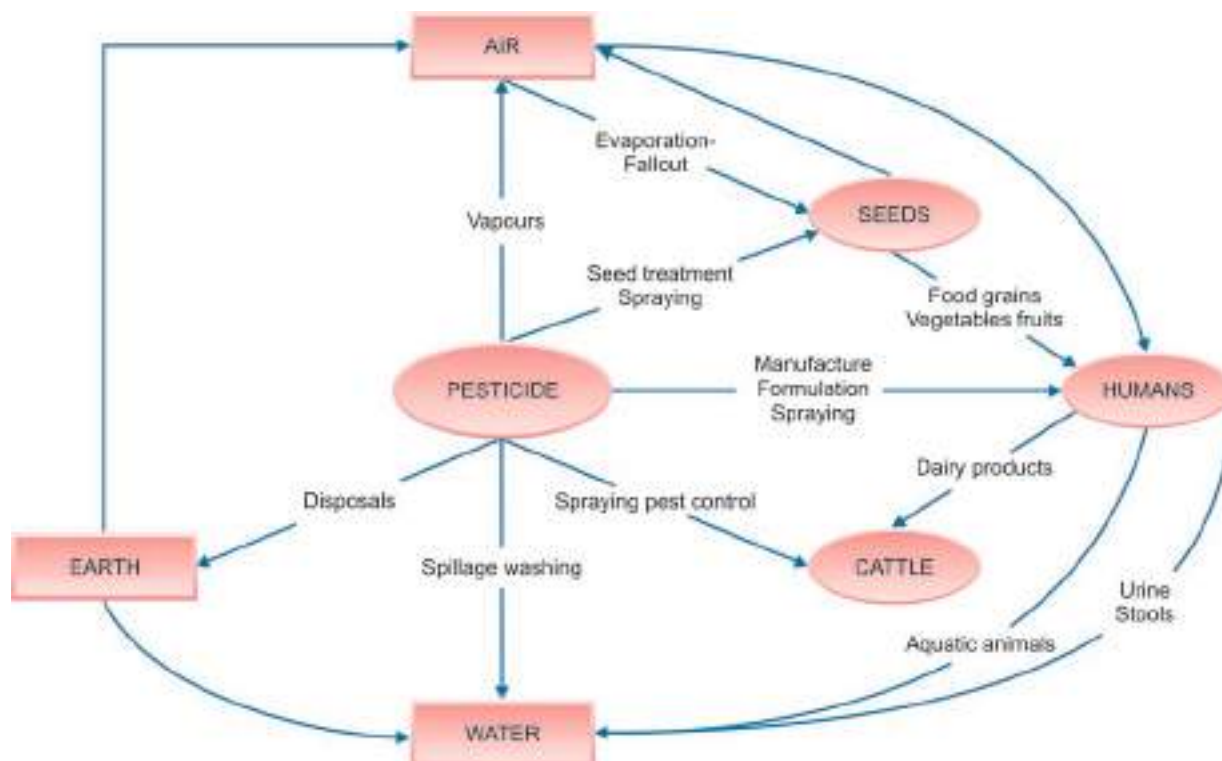 AIR
Evaporation-
Fallout
SEEDS
Vapours
Seed treatment
Spraying
Food grains
Vegetables fruits
PESTICIDE
Manufacture
Formulation
Spraying
HUMANS
Dairy products
Disposals
Spraying pest control
EARTH
Spillage washing
CATTLE
Urine
Stools
Aquatic animals
WATER